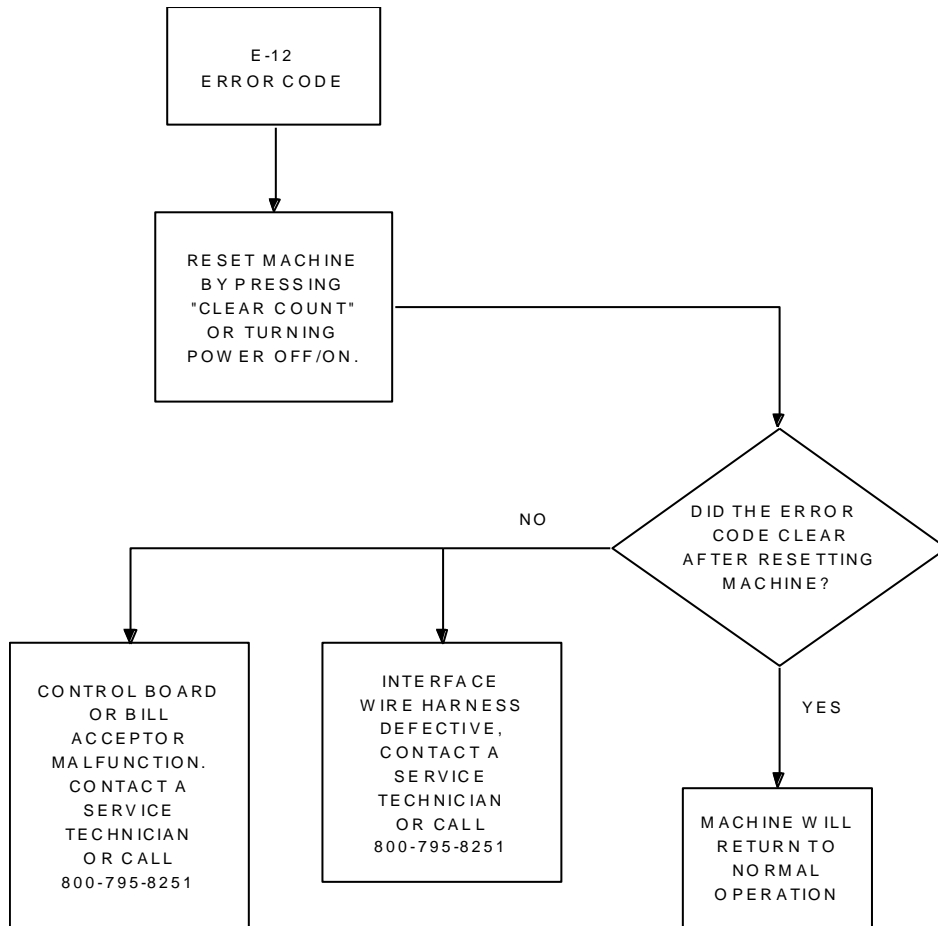 E-12
ERROR CODE
RESET MACHINE
BY PRESSING
"CLEAR COUNT"
OR TURNING
POWER OFF/ON.
DID THE ERROR
CODE CLEAR
AFTER RESETTING
MACHINE?
NO
YES
CONTROL BOARD
OR BILL
ACCEPTOR
MALFUNCTION.
CONTACT A
SERVICE
TECHNICIAN
OR CALL
800-795-8251
INTERFACE
WIRE HARNESS
DEFECTIVE,
CONTACT A
SERVICE
TECHNICIAN
OR CALL
800-795-8251
MACHINE WILL
RETURN TO
NORMAL
OPERATION